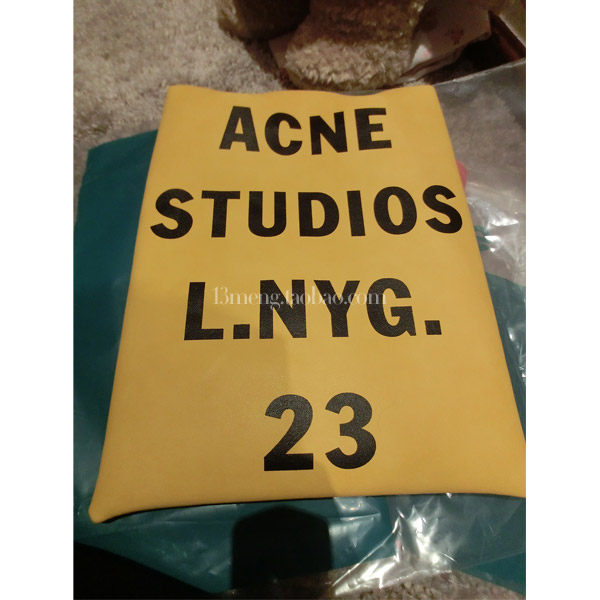 ACNE
STUDIOS
13meng.taobao.com
L.NYG.
23